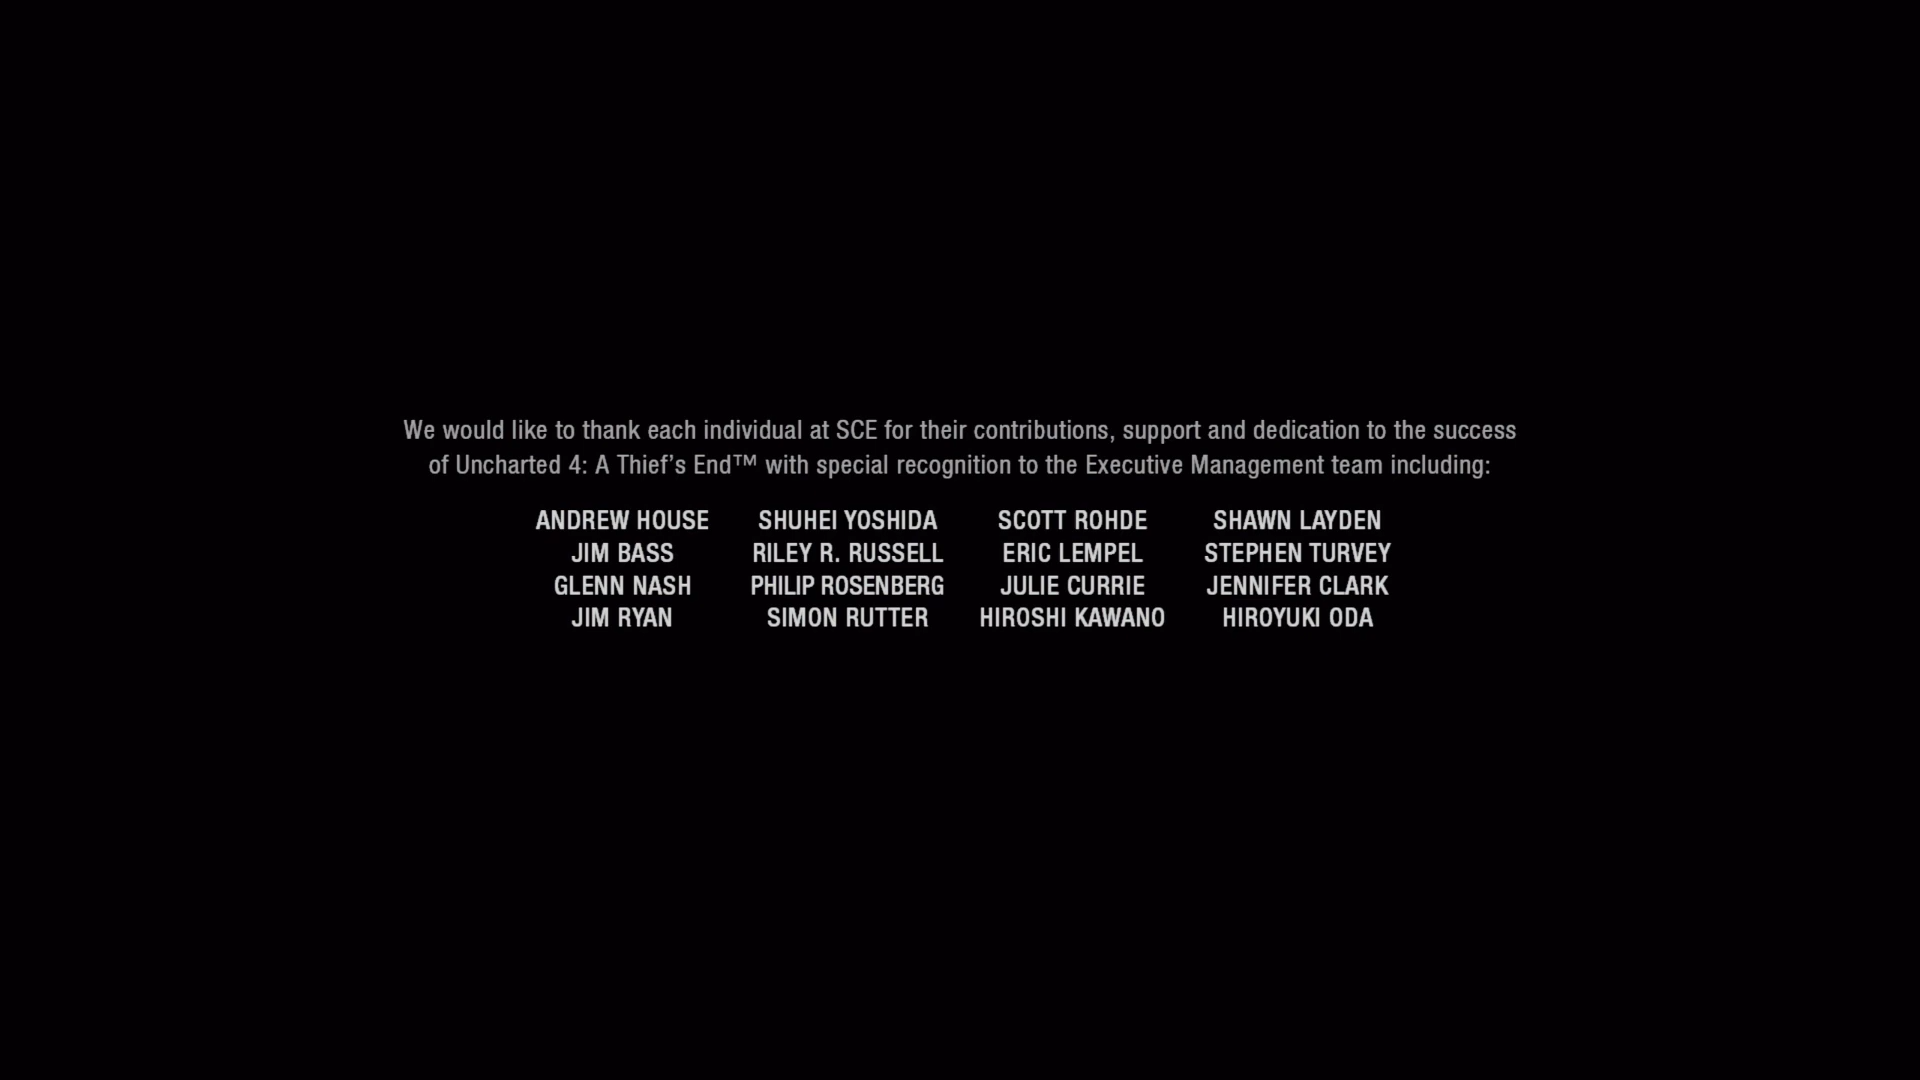 We would like to thank each individual at SCE for their contributions, support and dedication to the success
of Uncharted 4: A Thief’s End™ with special recognition to the Executive Management team including:
ANDREW HOUSE SHUHEI YOSHIDA SCOTT ROHDE SHAWN LAYDEN
JIM BASS RILEY R. RUSSELL ERIC LEMPEL STEPHEN TURVEY
GLENN NASH PHILIP ROSENBERG JULIE CURRIE JENNIFER CLARK
JIM RYAN SIMON RUTTER HIROSHI KAWANO HIROYUKI ODA